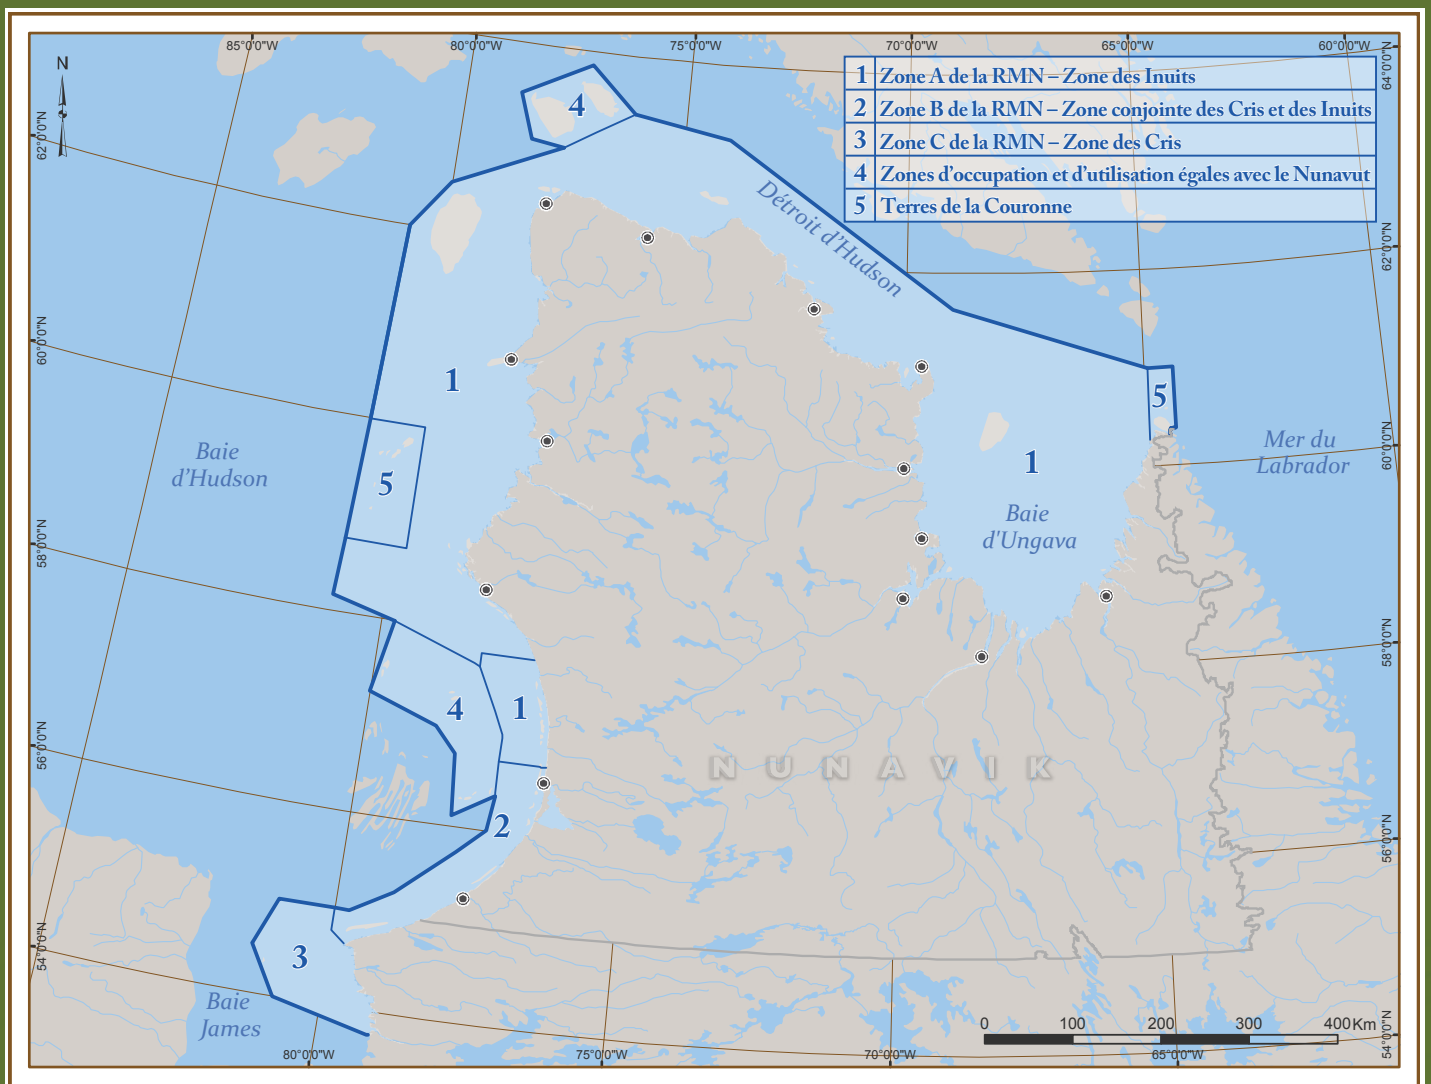 85°0'0"W
80°0'0"W
75°0'0"W
70°0'0"W
65°0'0"W
60°0'0"W
N
1 Zone A de la RMN – Zone des Inuits
2 Zone B de la RMN – Zone conjointe des Cris et des Inuits
3 Zone C de la RMN – Zone des Cris
4 Zones d'occupation et d'utilisation égales avec le Nunavut
5 Terres de la Couronne
64°0'0"N
62°0'0"N
62°0'0"N
4
Détroit d'Hudson
60°0'0"N
1
5
Baie
d'Hudson
5
1
Baie
d'Ungava
Mer du
Labrador
60°0'0"N
58°0'0"N
58°0'0"N
4
1
NUNAVIK
56°0'0"N
2
56°0'0"N
3
54°0'0"N
Baie
James
0 100 200 300 400 Km
54°0'0"N
80°0'0"W
75°0'0"W
70°0'0"W
65°0'0"W